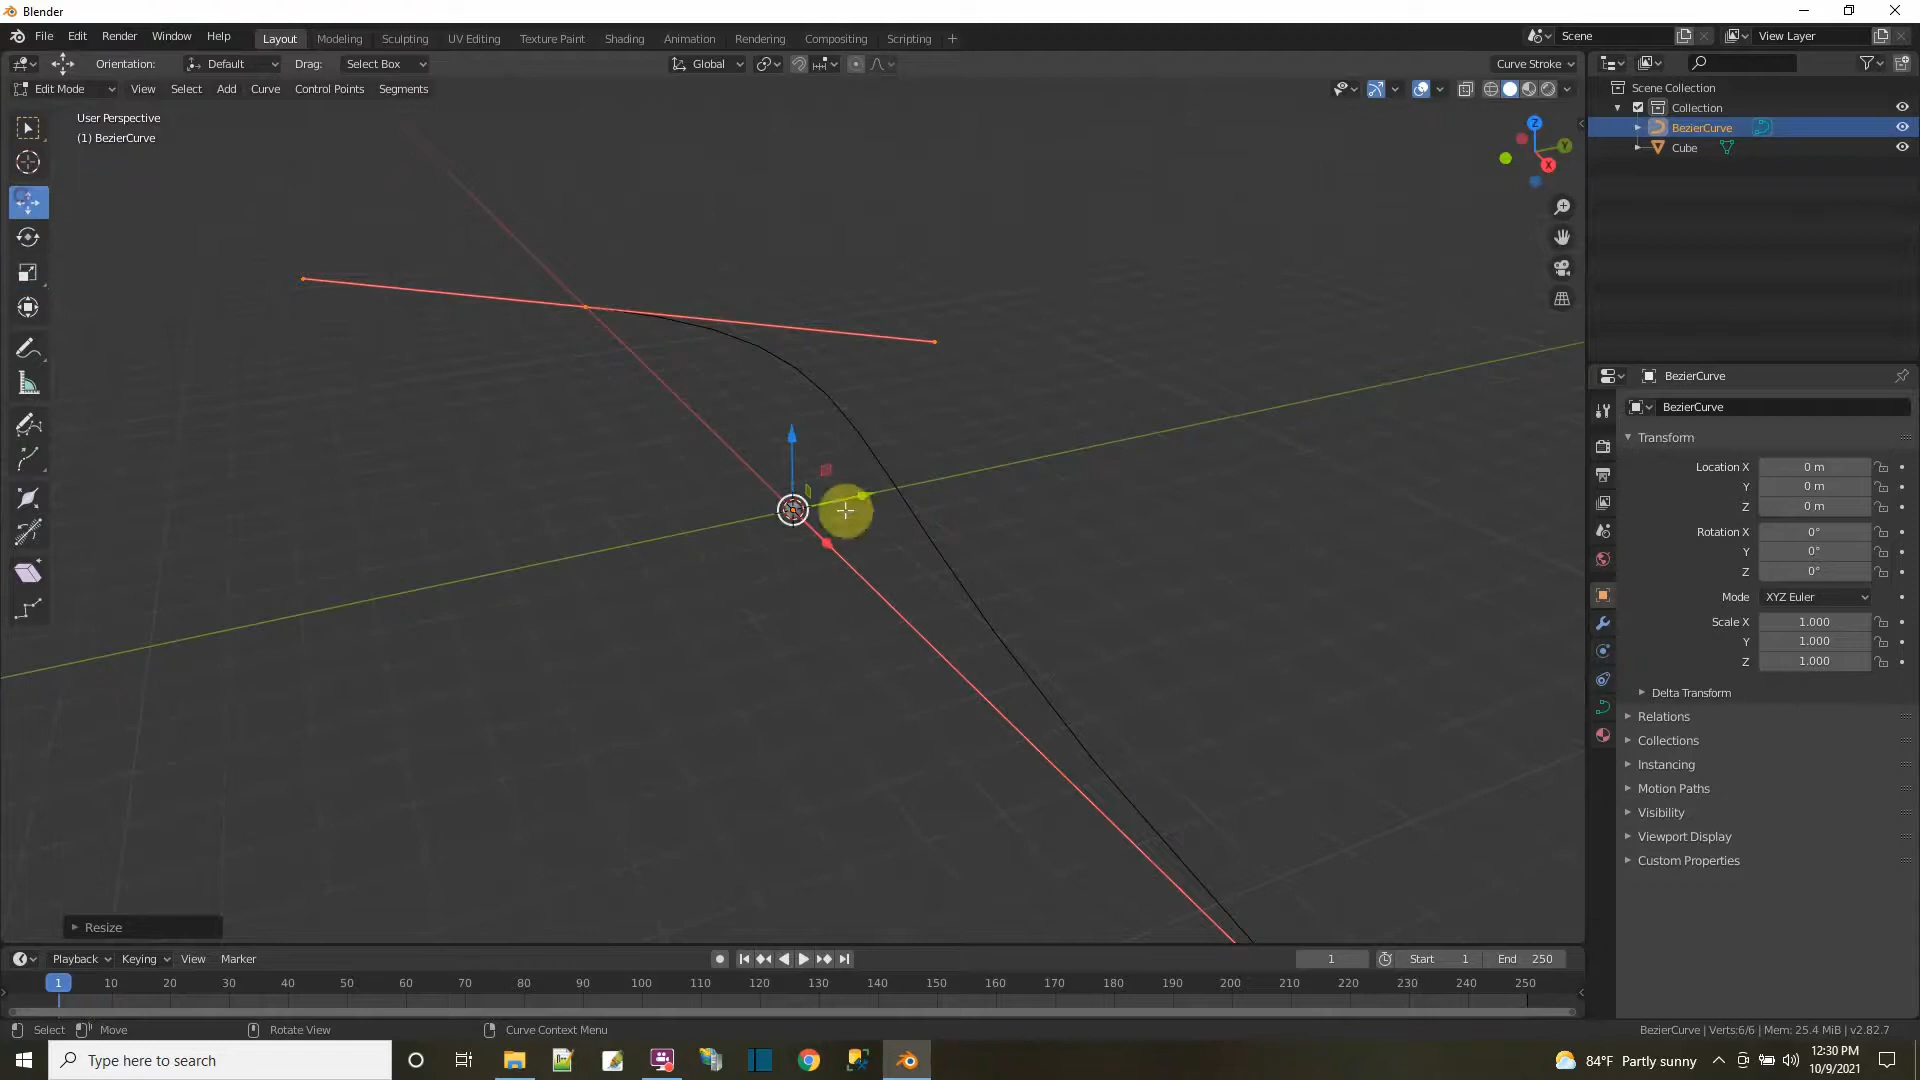 Blender
File Edit Render Window Help
Layout Modeling Sculpting UV Editing Texture Paint Shading Animation Rendering Compositing Scripting +
Scene View Layer
Orientation: Default Drag: Select Box Global Curve Stroke
Edit Mode View Select Add Curve Control Points Segments
User Perspective
(1) BezierCurve
Scene Collection
Collection
BezierCurve
Cube
Z
Y
X
BezierCurve
BezierCurve
Transform
Location X 0 m
Y 0 m
Z 0 m
Rotation X 0°
Y 0°
Z 0°
Mode XYZ Euler
Scale X 1.000
Y 1.000
Z 1.000
Delta Transform
Relations
Collections
Instancing
Motion Paths
Visibility
Viewport Display
Custom Properties
Resize
Playback Keying View Marker 1 Start 1 End 250
1 10 20 30 40 50 60 70 80 90 100 110 120 130 140 150 160 170 180 190 200 210 220 230 240 250
Select Move Rotate View Curve Context Menu BezierCurve | Verts:6/6 | Mem: 25.4 MiB | v2.82.7
Type here to search 84°F Partly sunny
12:30 PM
10/9/2021